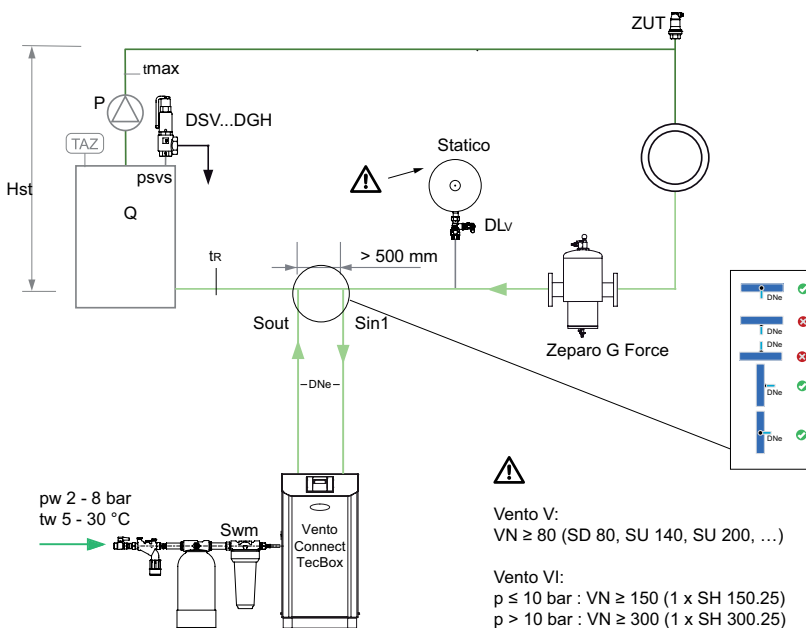 ZUT
tmax
P
DSV...DGH
TAZ
psvs
Hst
Q
Statico
DLV
tR
> 500 mm
Sout
Sin1
Zeparo G Force
DNe
DNe
DNe
DNe
DNe
DNe
pw 2 - 8 bar
tw 5 - 30 °C
Swm
Vento
Connect
TecBox
Vento V:
VN ≥ 80 (SD 80, SU 140, SU 200, …)
Vento VI:
p ≤ 10 bar : VN ≥ 150 (1 x SH 150.25)
p > 10 bar : VN ≥ 300 (1 x SH 300.25)